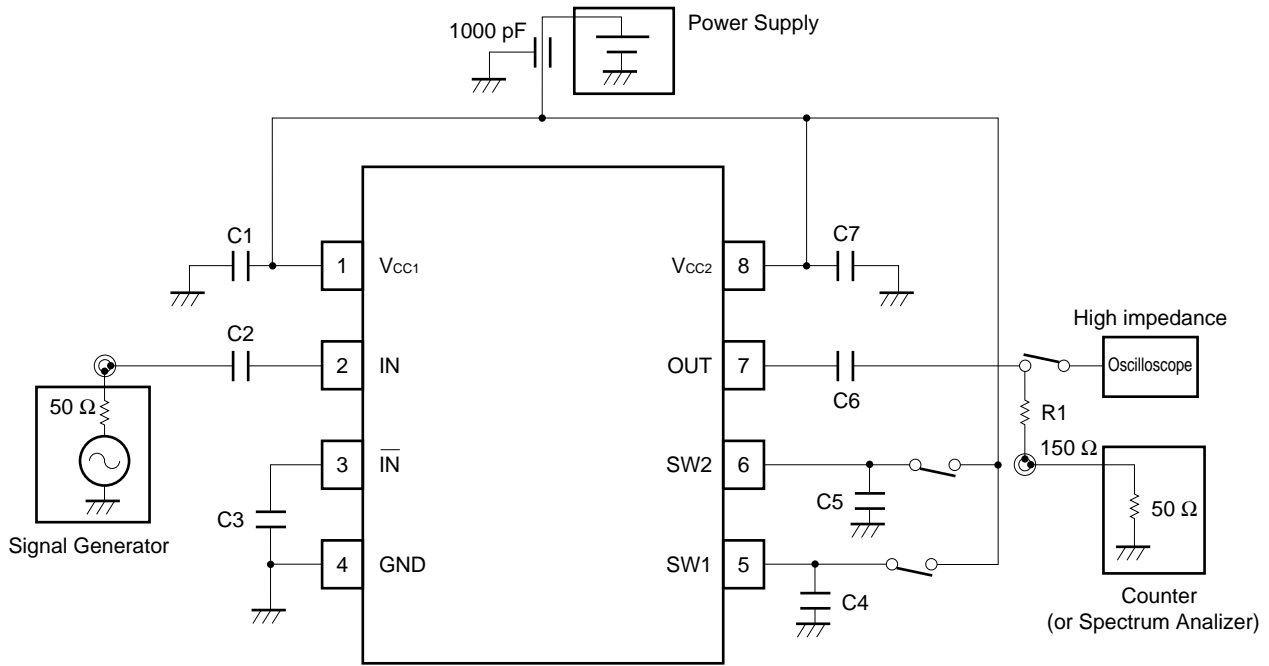 1000 pF
Power Supply
C1
C7
1
VCC1
VCC2
8
C2
High impedance
2
IN
OUT
7
Oscilloscope
C6
50 Ω
R1
3
I̅N̅
SW2
6
150 Ω
C5
50 Ω
C3
Signal Generator
4
GND
SW1
5
C4
Counter
(or Spectrum Analizer)